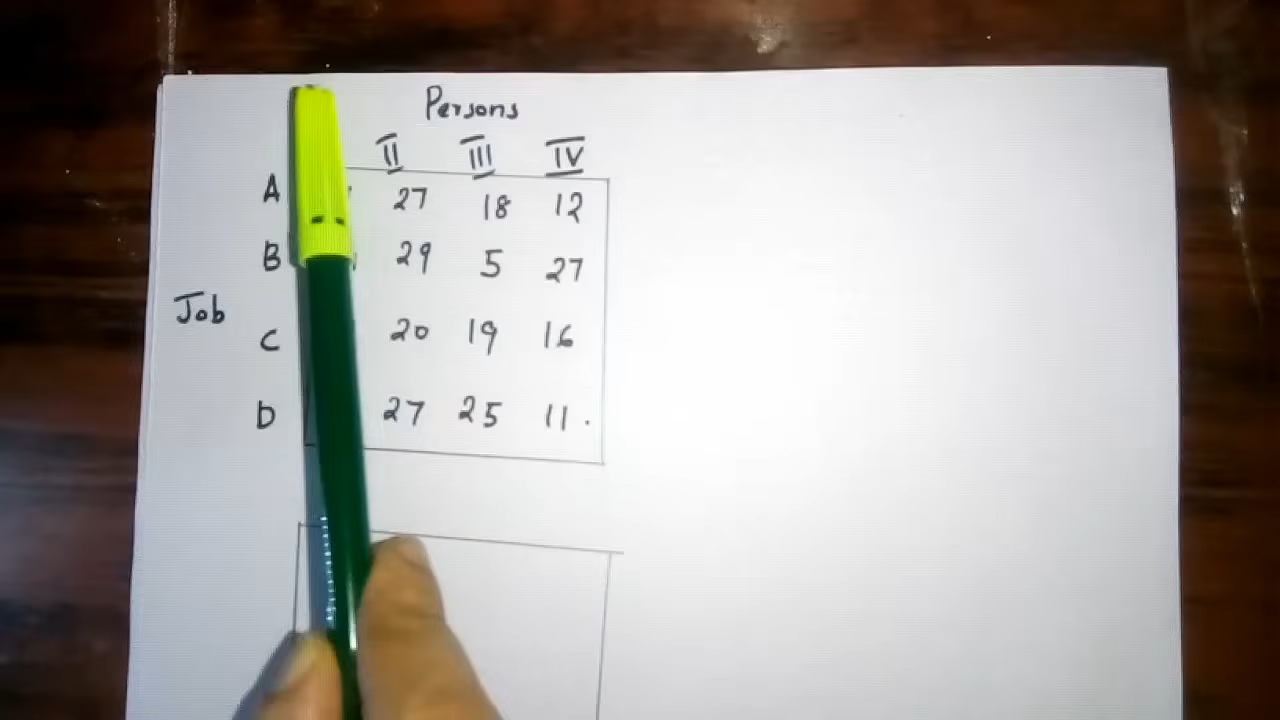 Persons
II III IV
A 27 18 12
B 29 5 27
Job
C 20 19 16
D 27 25 11.